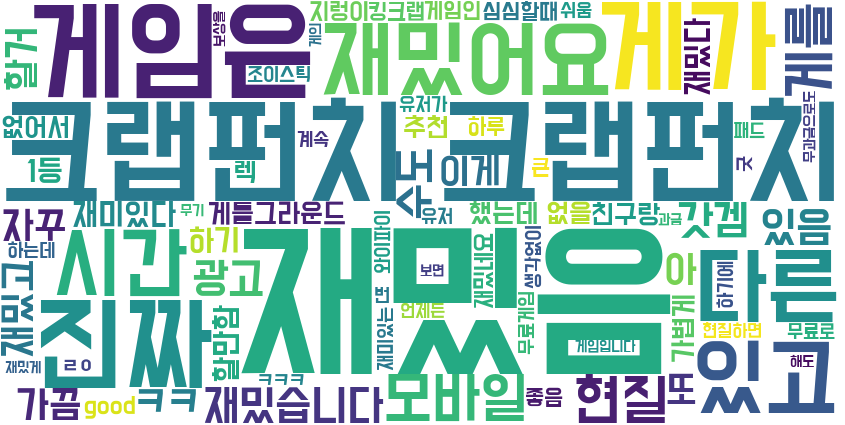 게임은
보상을
게임
지렁이킹크랩게임인
심심할때
쉬움
재밌어요
게가
재밌다
게를
할거
조이스틱
크랩펀치
크랩펀치
유저가
추천
하루
패드
무과금으로도
없어서
계속
1등
렉
수도
이게
큰
굿
자꾸
재미있다
무기
게틀그라운드
유저
했는데
없을
친구랑
과금
갓겜
있음
하는데
시간
하기
광고
재밌음
와이파이
보면
재밌네요
생각없이
아
다른
하기에
재밌고
진짜
할만함
재미있는
번
언제든
무료게임
게임입니다
가볍게
현질하면
무료로
재밌게
ㄹㅇ
ㅋㅋㅋ
해도
가끔
good
ㅋㅋ
재밌습니다
모바일
좋음
현질
또
있고